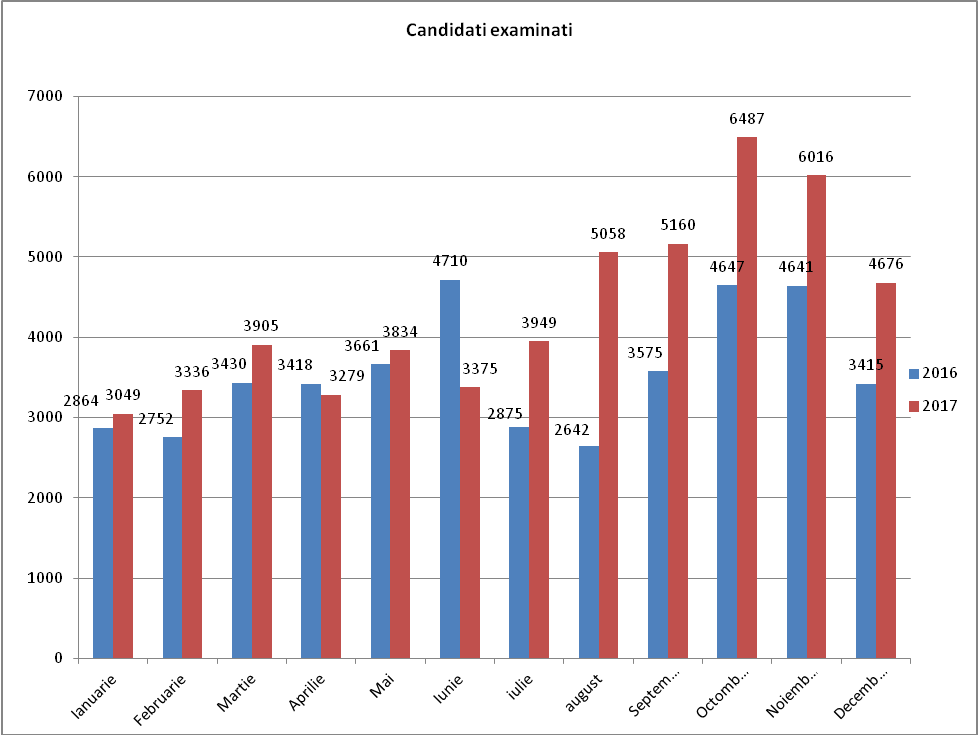 Candidati examinati
7000
6000
5000
4000
3000
2000
1000
0
2864 3049
2752 3336
3430 3905
3418 3279
3661 3834
4710 3375
2875 3949
2642 5058
3575 5160
4647 6487
4641 6016
3415 4676
Ianuarie
Februarie
Martie
Aprilie
Mai
Iunie
iulie
august
Septem...
Octomb...
Noiemb...
Decemb...
2016
2017